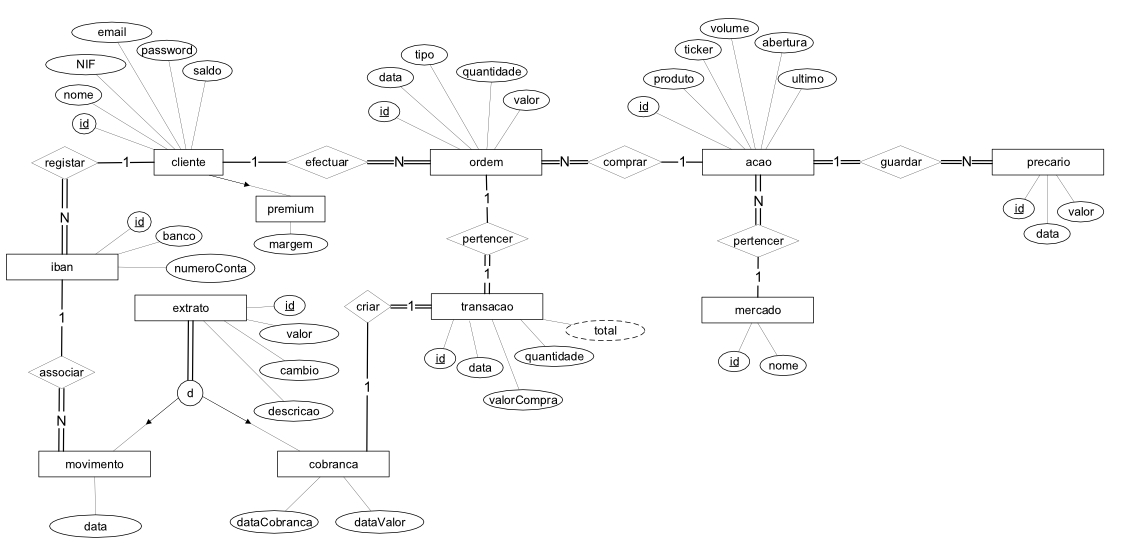 email
password
NIF
saldo
nome
id
registar
1
cliente
1
efectuar
N
tipo
data
quantidade
id
valor
ordem
N
comprar
1
volume
ticker
abertura
produto
ultimo
id
acao
1
guardar
N
precario
id
valor
data
premium
margem
N
id
banco
iban
numeroConta
1
pertencer
1
N
pertencer
1
mercado
id
nome
extrato
id
valor
cambio
descricao
criar
1
transacao
total
id
data
quantidade
valorCompra
1
associar
N
d
1
movimento
data
cobranca
dataCobranca
dataValor